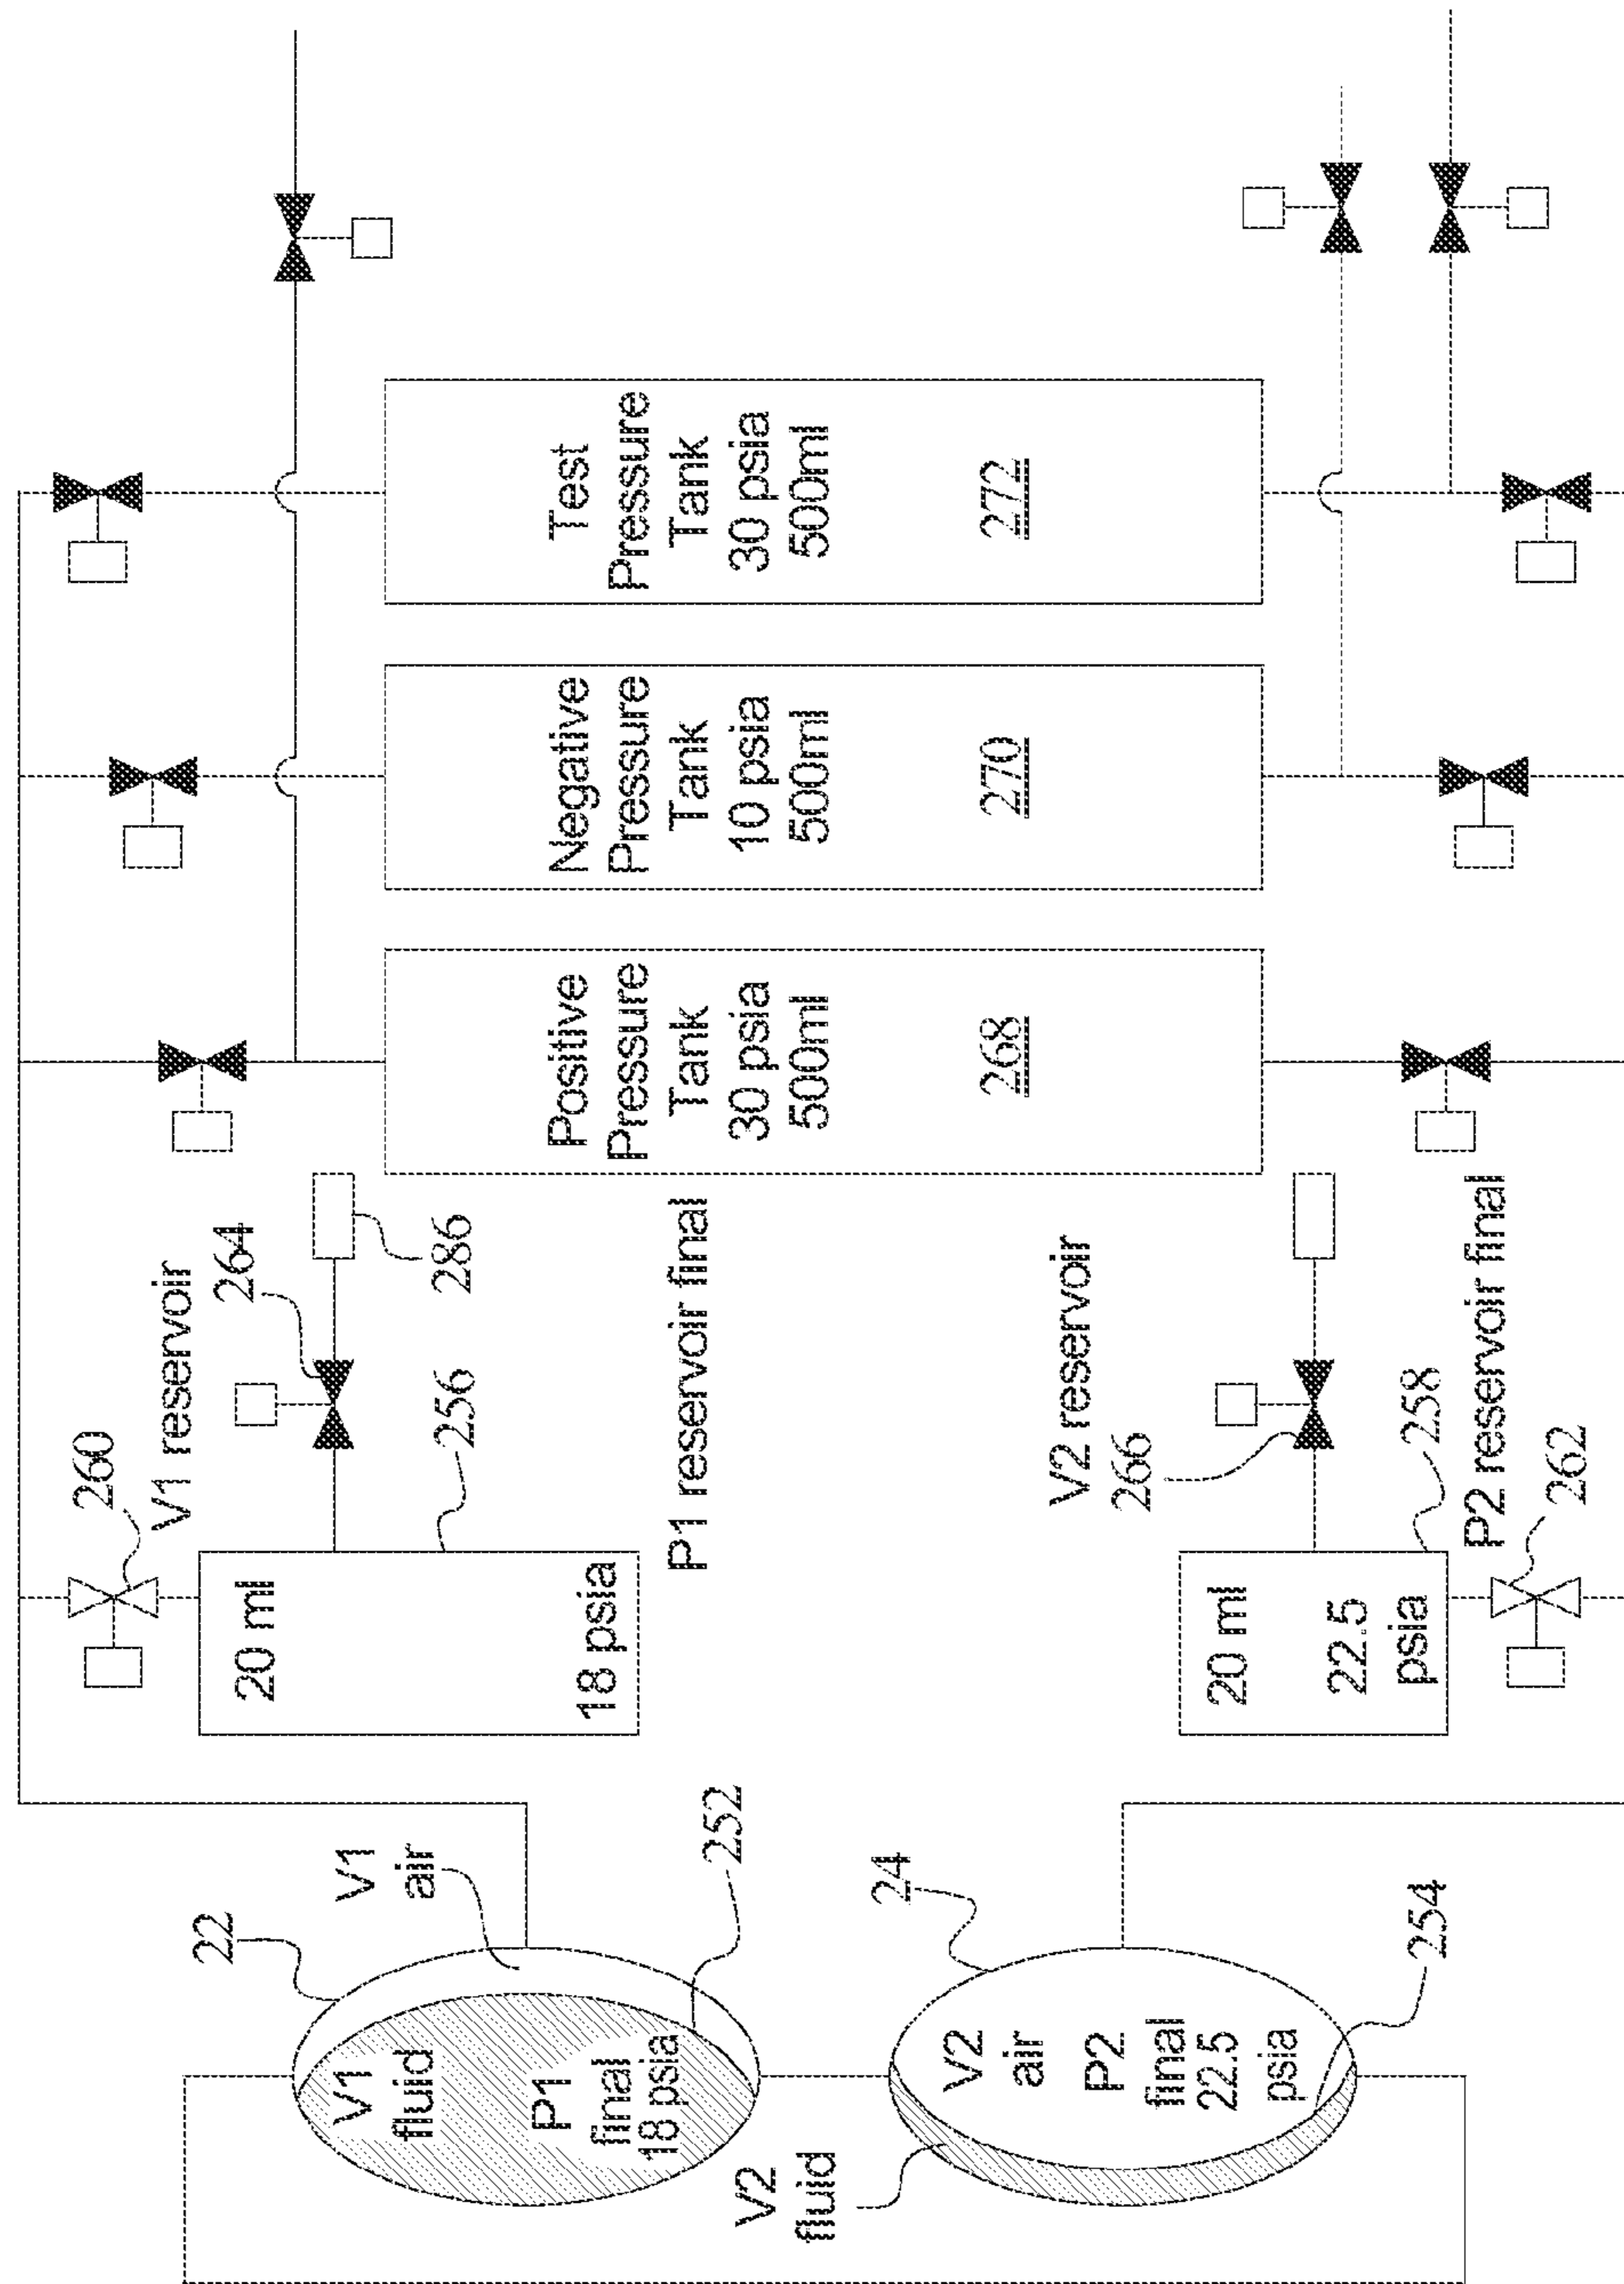 22
V1
air
V1
fluid
P1
final
18 psia
252
V2
fluid
24
V2
air
P2
final
22.5
psia
254
260
V1 reservoir
264
286
20 ml
18 psia
256
P1 reservoir final
V2 reservoir
266
20 ml
22.5
psia
258
P2 reservoir final
262
Positive
Pressure
Tank
30 psia
500ml
268
Negative
Pressure
Tank
10 psia
500ml
270
Test
Pressure
Tank
30 psia
500ml
272